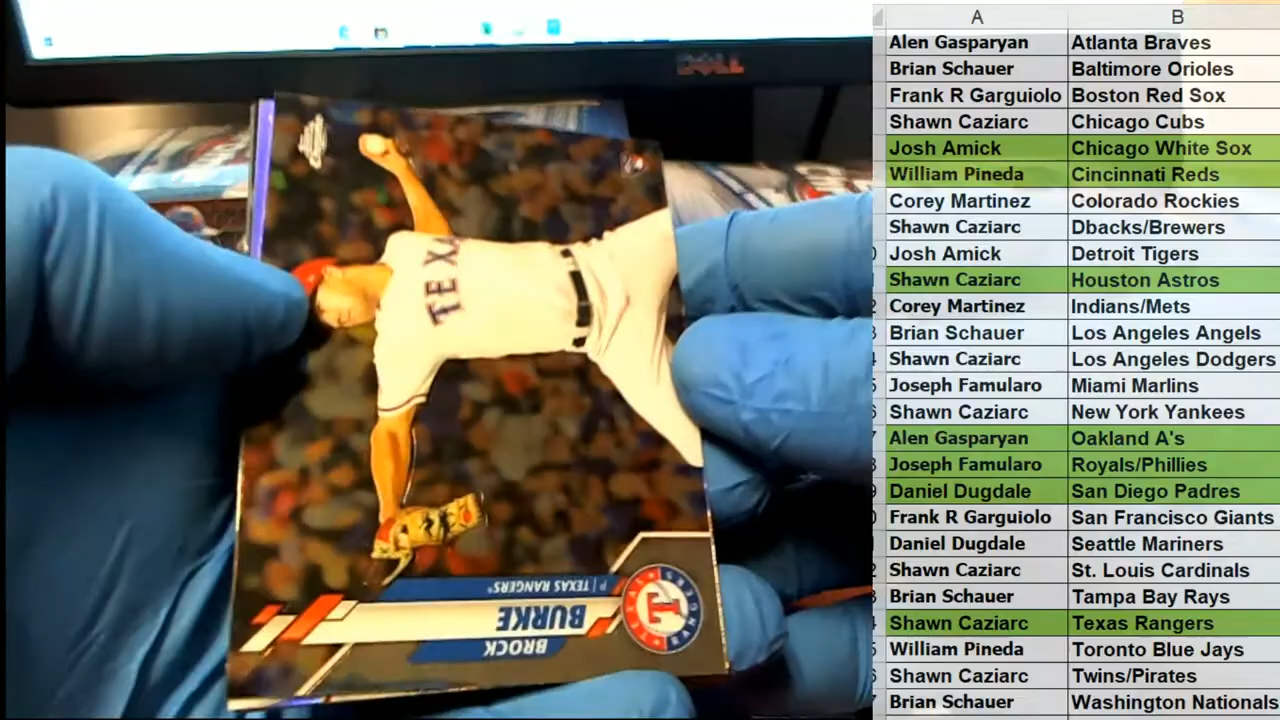 DELL
TEXA
P | TEXAS RANGERS®
BURKE
BROCK
RANGERS
T
A B
Alen Gasparyan Atlanta Braves
Brian Schauer Baltimore Orioles
Frank R Garguiolo Boston Red Sox
Shawn Caziarc Chicago Cubs
Josh Amick Chicago White Sox
William Pineda Cincinnati Reds
Corey Martinez Colorado Rockies
Shawn Caziarc Dbacks/Brewers
Josh Amick Detroit Tigers
Shawn Caziarc Houston Astros
Corey Martinez Indians/Mets
Brian Schauer Los Angeles Angels
Shawn Caziarc Los Angeles Dodgers
Joseph Famularo Miami Marlins
Shawn Caziarc New York Yankees
Alen Gasparyan Oakland A's
Joseph Famularo Royals/Phillies
Daniel Dugdale San Diego Padres
Frank R Garguiolo San Francisco Giants
Daniel Dugdale Seattle Mariners
Shawn Caziarc St. Louis Cardinals
Brian Schauer Tampa Bay Rays
Shawn Caziarc Texas Rangers
William Pineda Toronto Blue Jays
Shawn Caziarc Twins/Pirates
Brian Schauer Washington Nationals